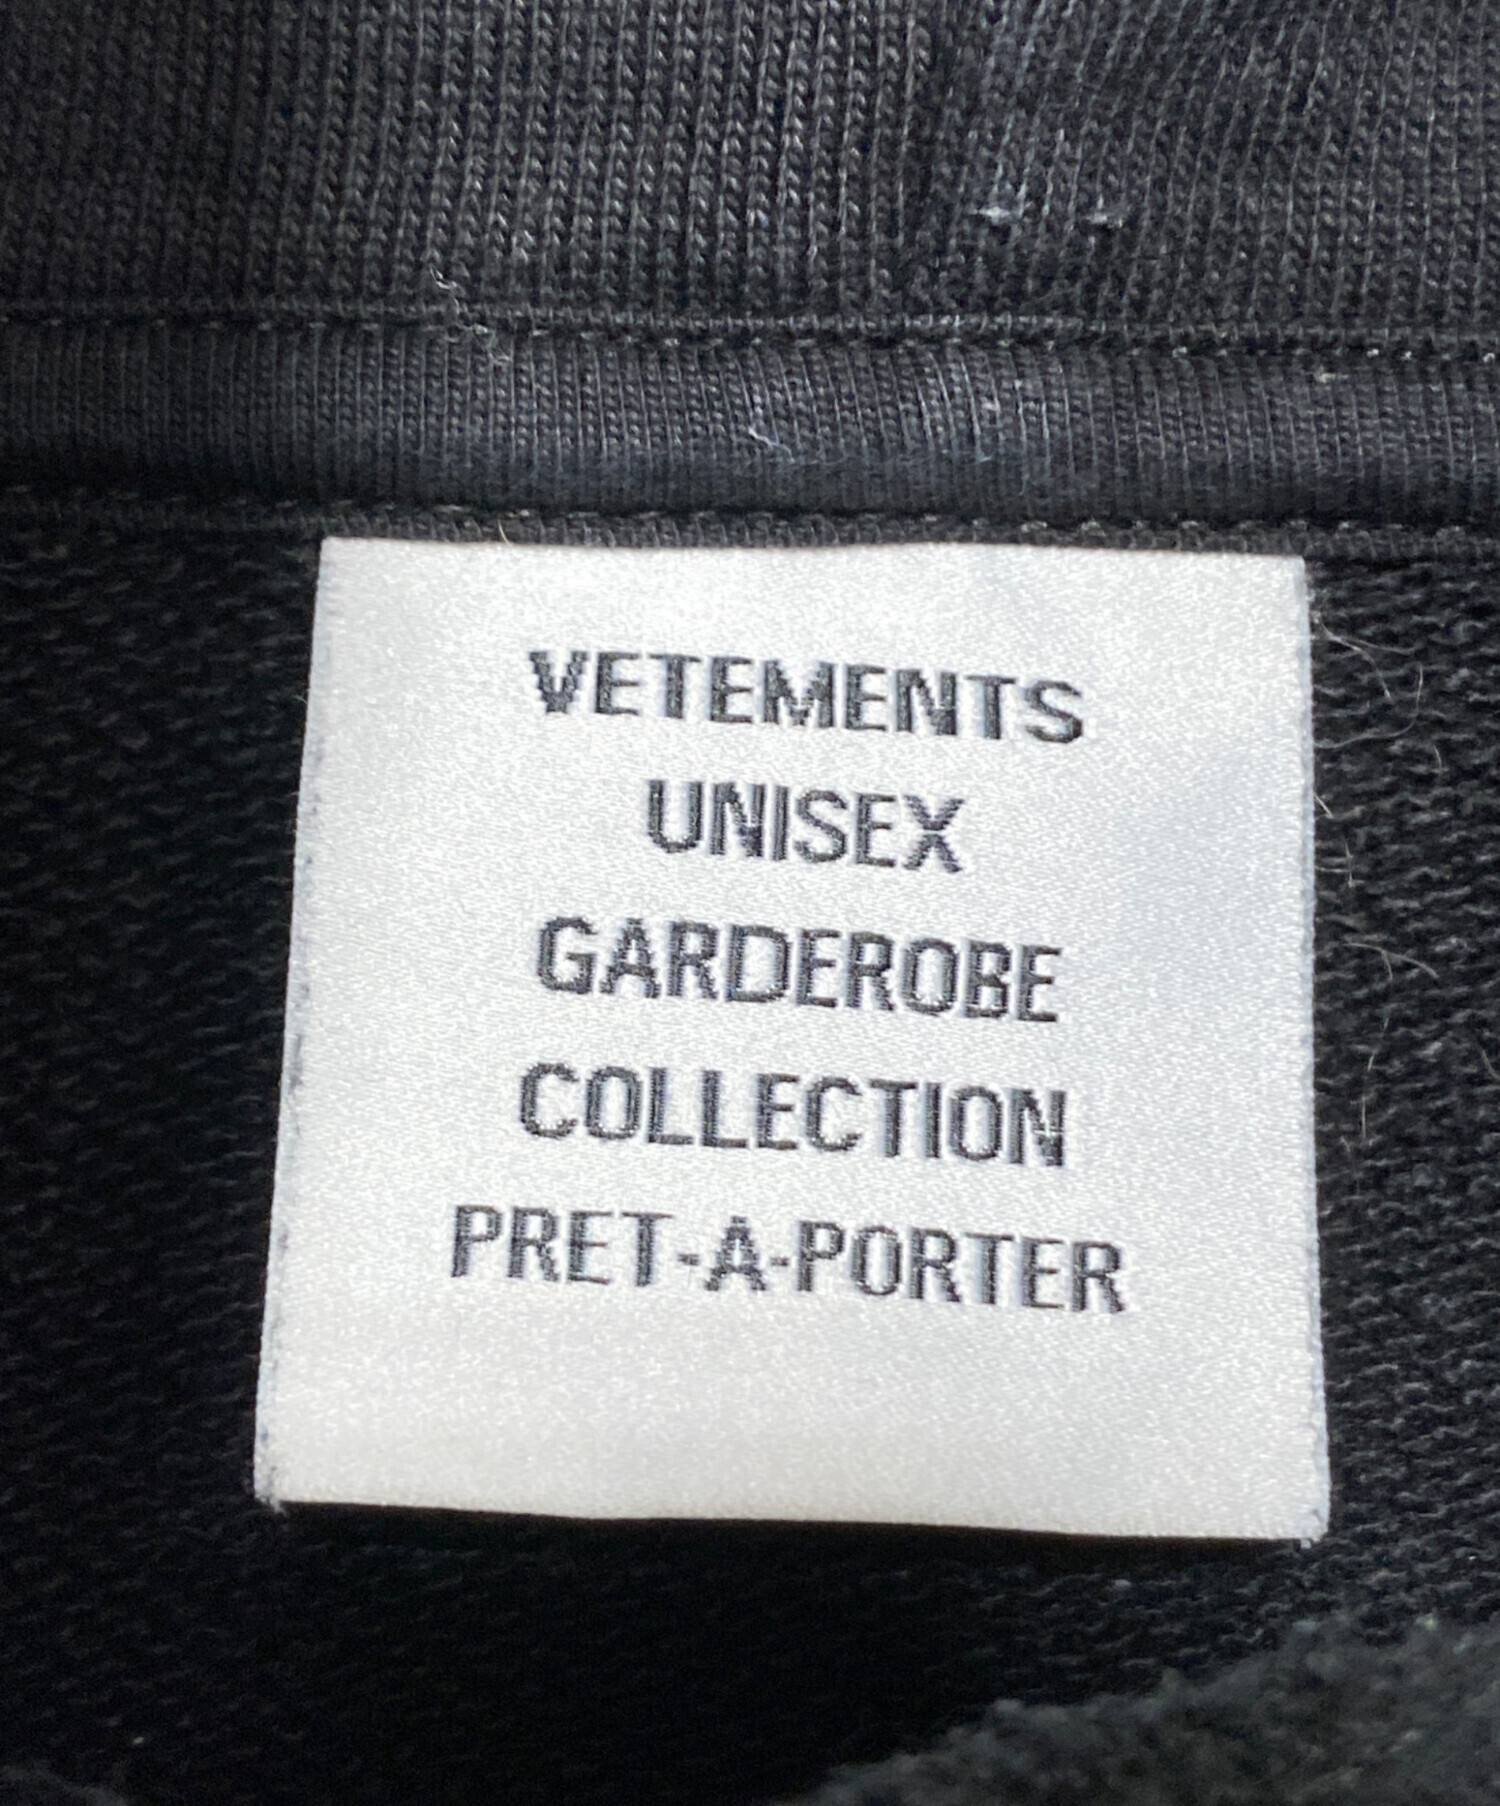 VETEMENTS
UNISEX
GARDEROBE
COLLECTION
PRET-A-PORTER